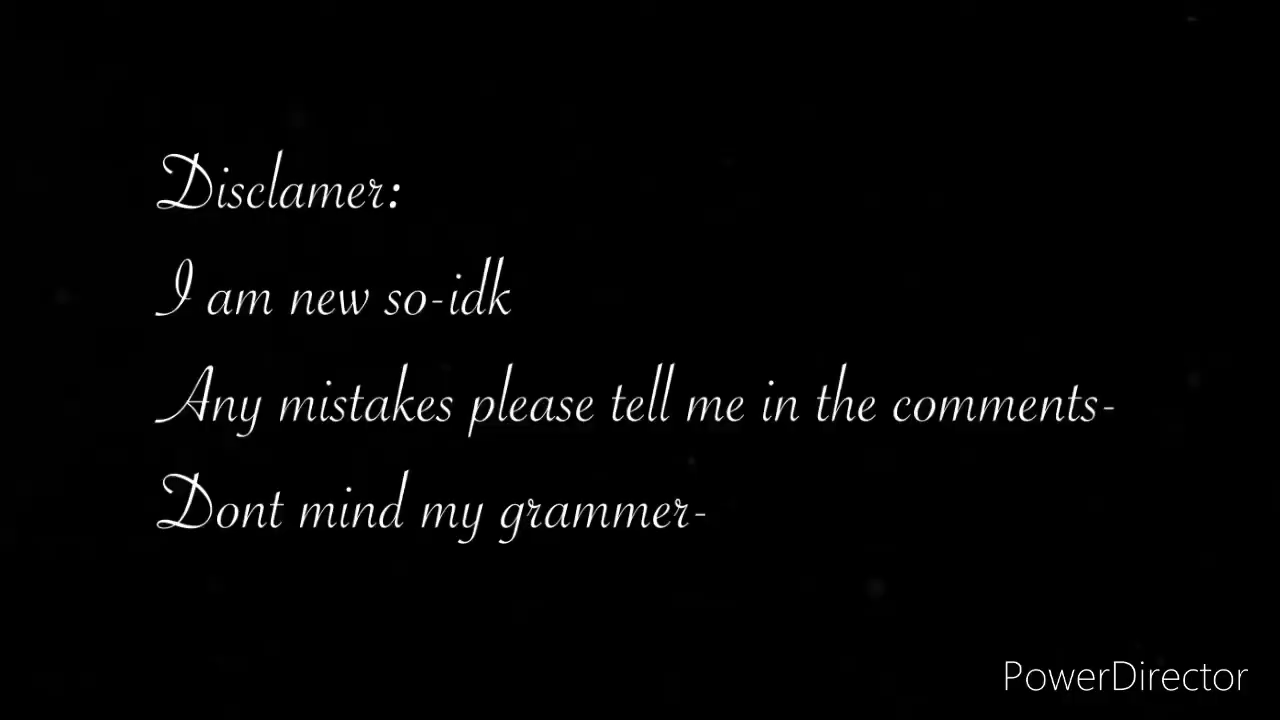 Disclamer:
I am new so-idk
Any mistakes please tell me in the comments-
Dont mind my grammer-
PowerDirector